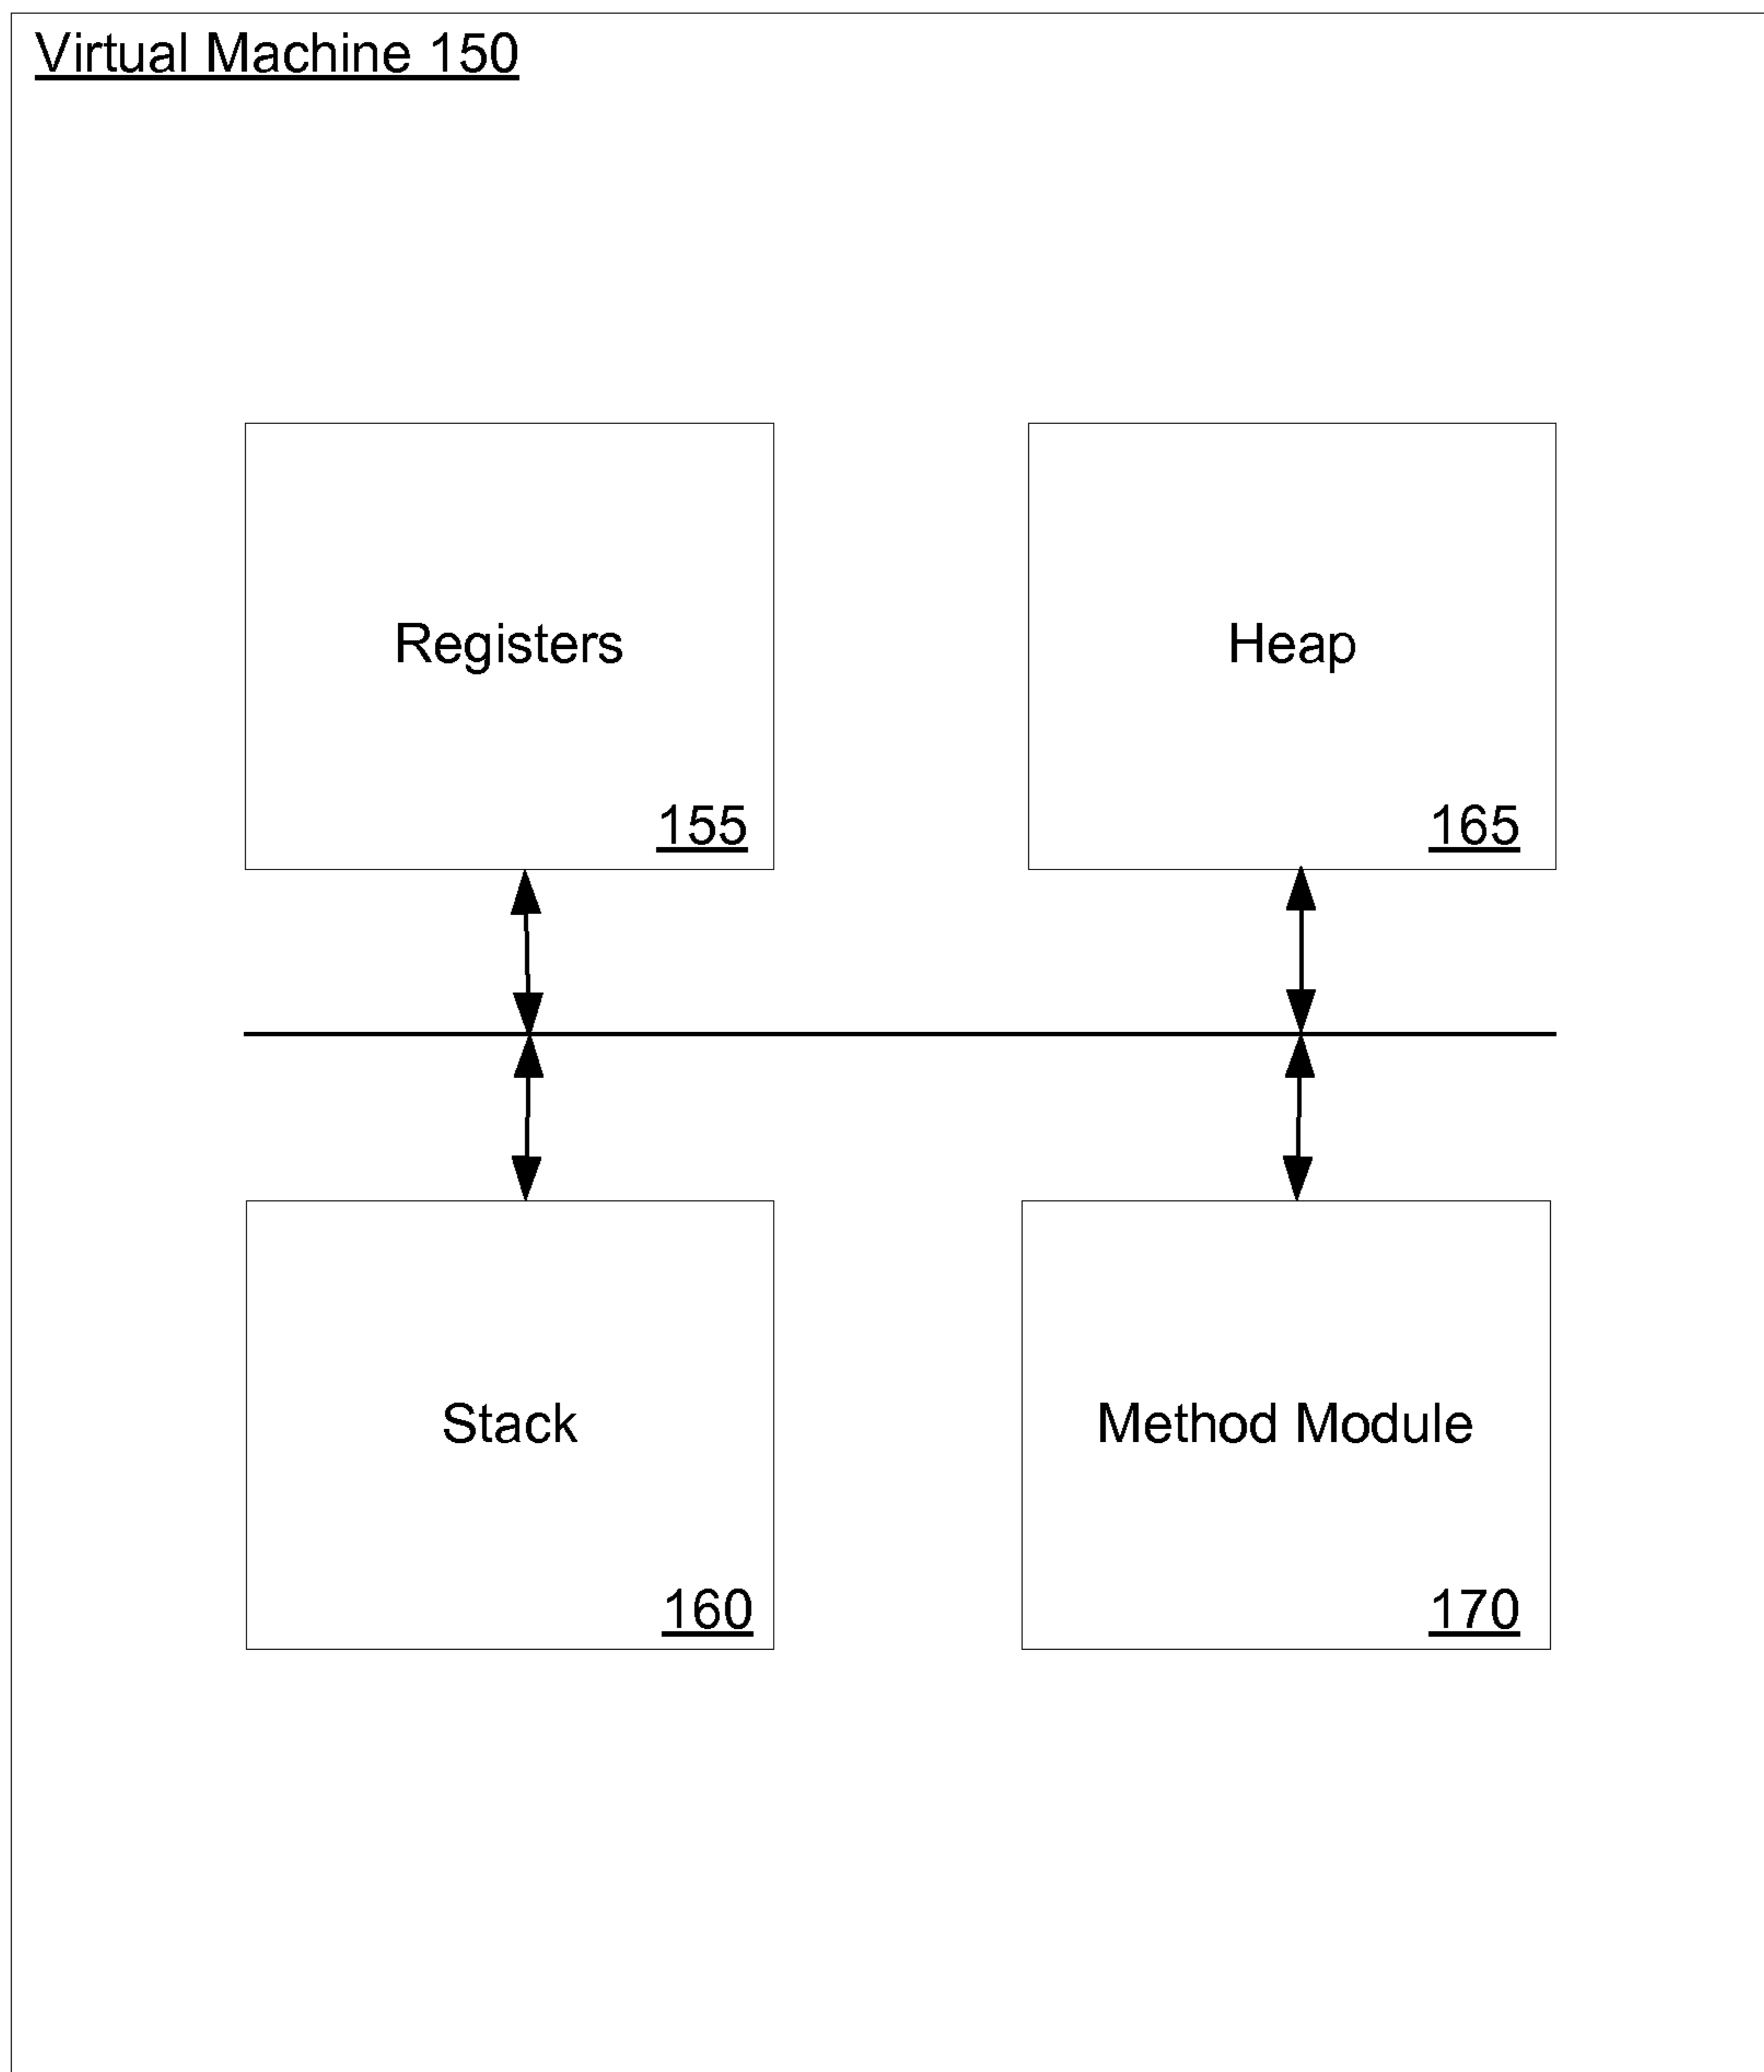 Virtual Machine 150
Registers
155
Heap
165
Stack
160
Method Module
170